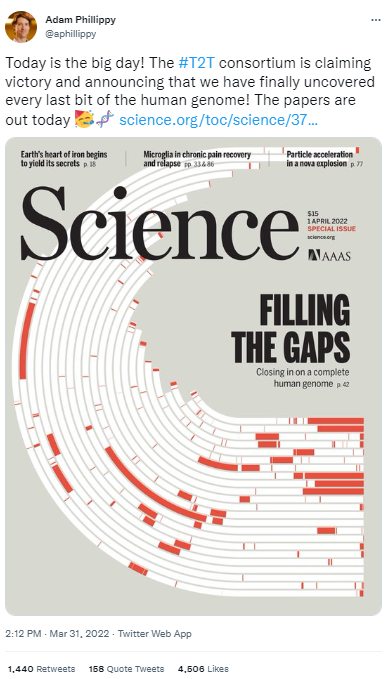 Adam Phillippy
@aphillippy
Today is the big day! The #T2T consortium is claiming
victory and announcing that we have finally uncovered
every last bit of the human genome! The papers are
out today 🥳🧬 science.org/toc/science/37…
Earth's heart of iron begins
to yield its secrets p. 18
Microglia in chronic pain recovery
and relapse pp. 33 & 86
Particle acceleration
in a nova explosion p. 77
Science
$15
1 APRIL 2022
SPECIAL ISSUE
science.org
AAAS
FILLING
THE GAPS
Closing in on a complete
human genome p. 42
2:12 PM · Mar 31, 2022 · Twitter Web App
1,440 Retweets 158 Quote Tweets 4,506 Likes